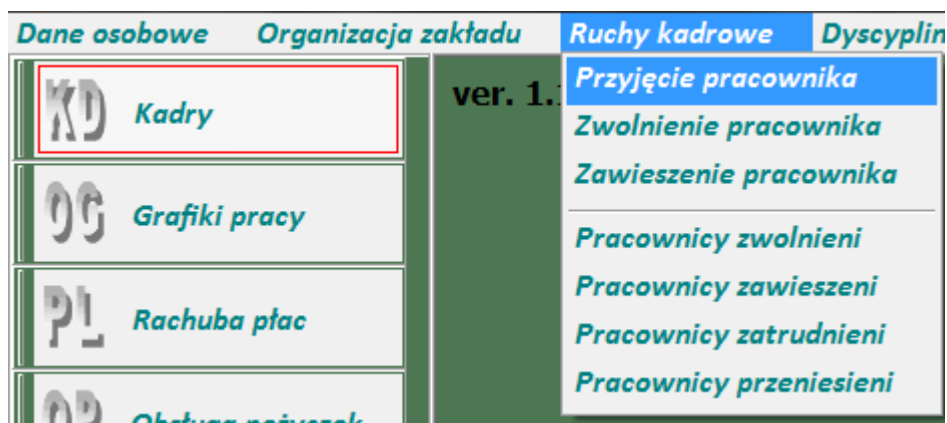 Dane osobowe Organizacja zakładu Ruchy kadrowe
KD Kadry
OG Grafiki pracy
PL Rachuba płac
ver. 1.
Przyjęcie pracownika
Zwolnienie pracownika
Zawieszenie pracownika
Pracownicy zwolnieni
Pracownicy zawieszeni
Pracownicy zatrudnieni
Pracownicy przeniesieni